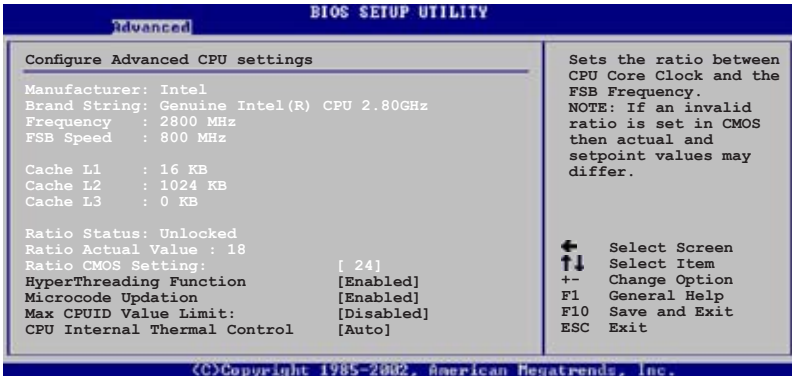 BIOS SETUP UTILITY
Advanced
Configure Advanced CPU settings
Manufacturer: Intel
Brand String: Genuine Intel(R) CPU 2.80GHz
Frequency : 2800 MHz
FSB Speed : 800 MHz
Cache L1 : 16 KB
Cache L2 : 1024 KB
Cache L3 : 0 KB
Ratio Status: Unlocked
Ratio Actual Value : 18
Ratio CMOS Setting: [ 24]
HyperThreading Function [Enabled]
Microcode Updation [Enabled]
Max CPUID Value Limit: [Disabled]
CPU Internal Thermal Control [Auto]
Sets the ratio between
CPU Core Clock and the
FSB Frequency.
NOTE: If an invalid
ratio is set in CMOS
then actual and
setpoint values may
differ.
← Select Screen
↑↓ Select Item
+- Change Option
F1 General Help
F10 Save and Exit
ESC Exit
(C)Copyright 1985-2002, American Megatrends, Inc.